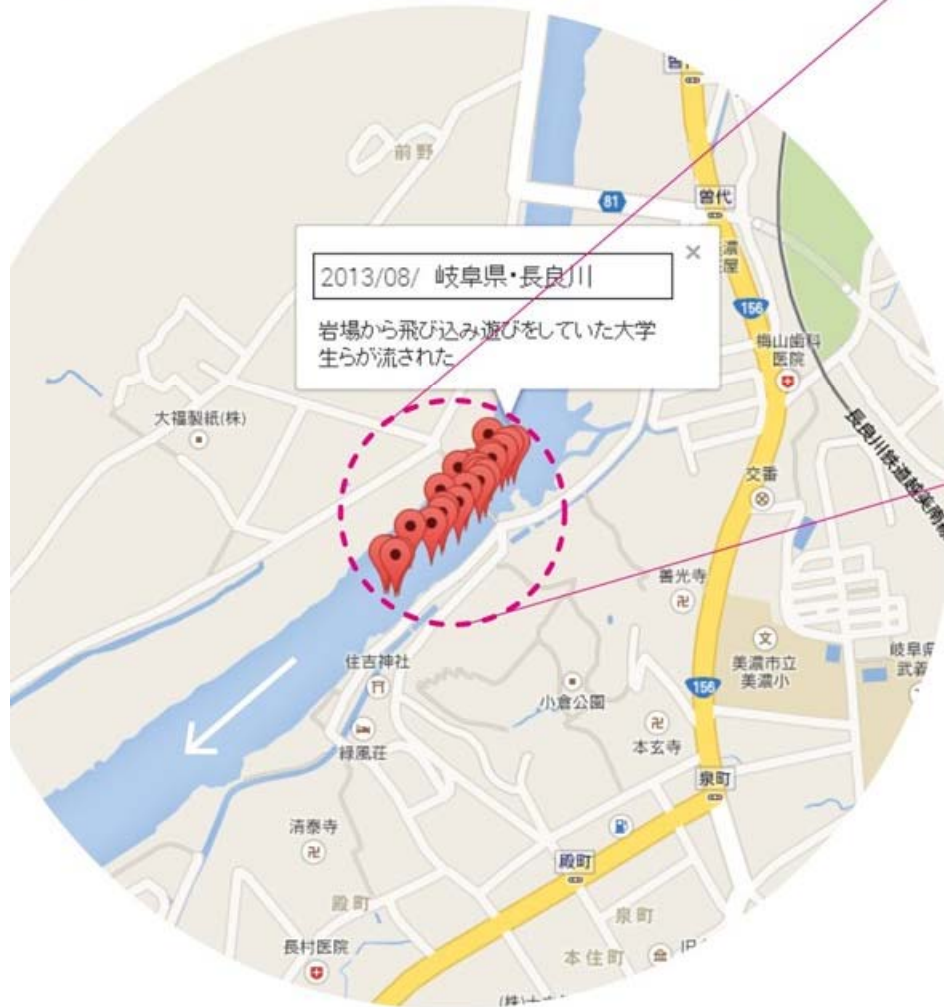 前野
81
曽代
2013/08/ 岐阜県・長良川
岩場から飛び込み遊びをしていた大学
生らが流された
×
156
梅山歯科
医院
大福製紙(株)
長良川鉄道越美南線
交番
善光寺
美濃市立
美濃小
住吉神社
小倉公園
156
緑風荘
本玄寺
泉町
清泰寺
殿町
殿町
泉町
長村医院
本住町